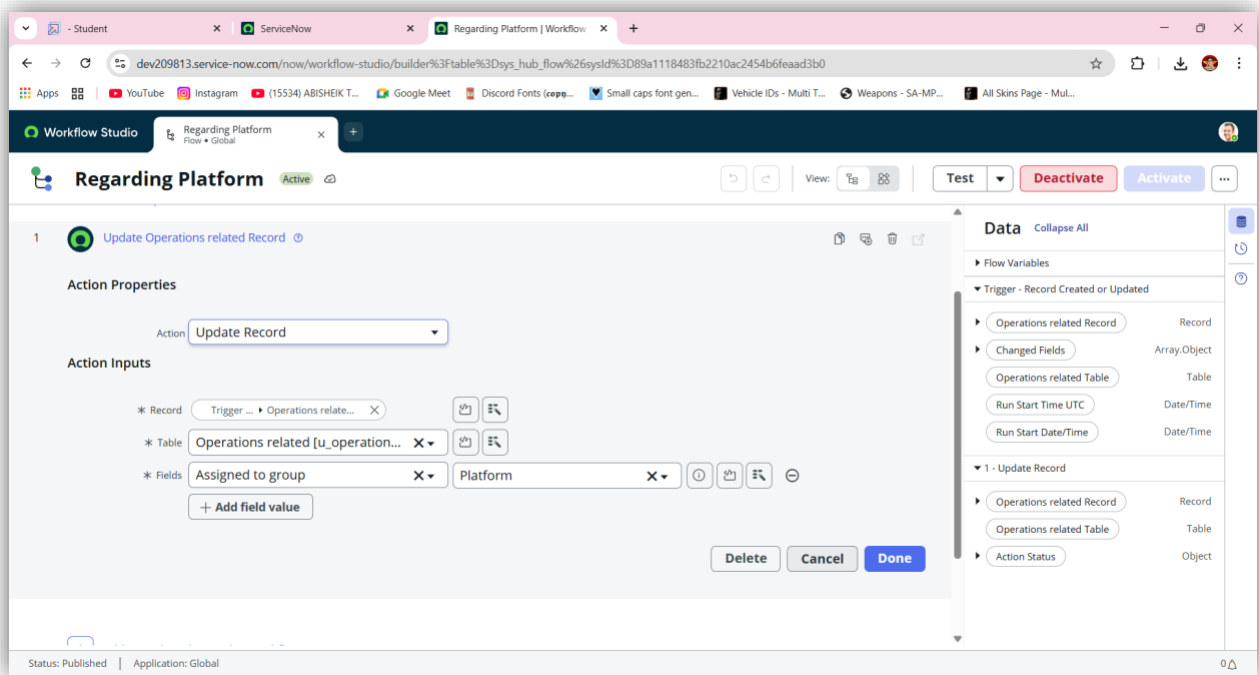 - Student
ServiceNow
Regarding Platform | Workflow
dev209813.service-now.com/now/workflow-studio/builder%3Ftable%3Dsys_hub_flow%26sysId%3D89a1118483fb2210ac2454b6feaad3b0
Apps YouTube Instagram (15534) ABISHEIK T... Google Meet Discord Fonts (copy... Small caps font gen... Vehicle IDs - Multi T... Weapons - SA-MP... All Skins Page - Mul...
Workflow Studio
Regarding Platform
Flow • Global
Regarding Platform Active View: Test Deactivate Activate ...
1 Update Operations related Record
Action Properties
Action Update Record
Action Inputs
* Record Trigger ... ▸ Operations relate... X
* Table Operations related [u_operation... X
* Fields Assigned to group X Platform X
+ Add field value
Delete Cancel Done
Data Collapse All
Flow Variables
Trigger - Record Created or Updated
Operations related Record Record
Changed Fields Array.Object
Operations related Table Table
Run Start Time UTC Date/Time
Run Start Date/Time Date/Time
1 - Update Record
Operations related Record Record
Operations related Table Table
Action Status Object
Status: Published | Application: Global 0